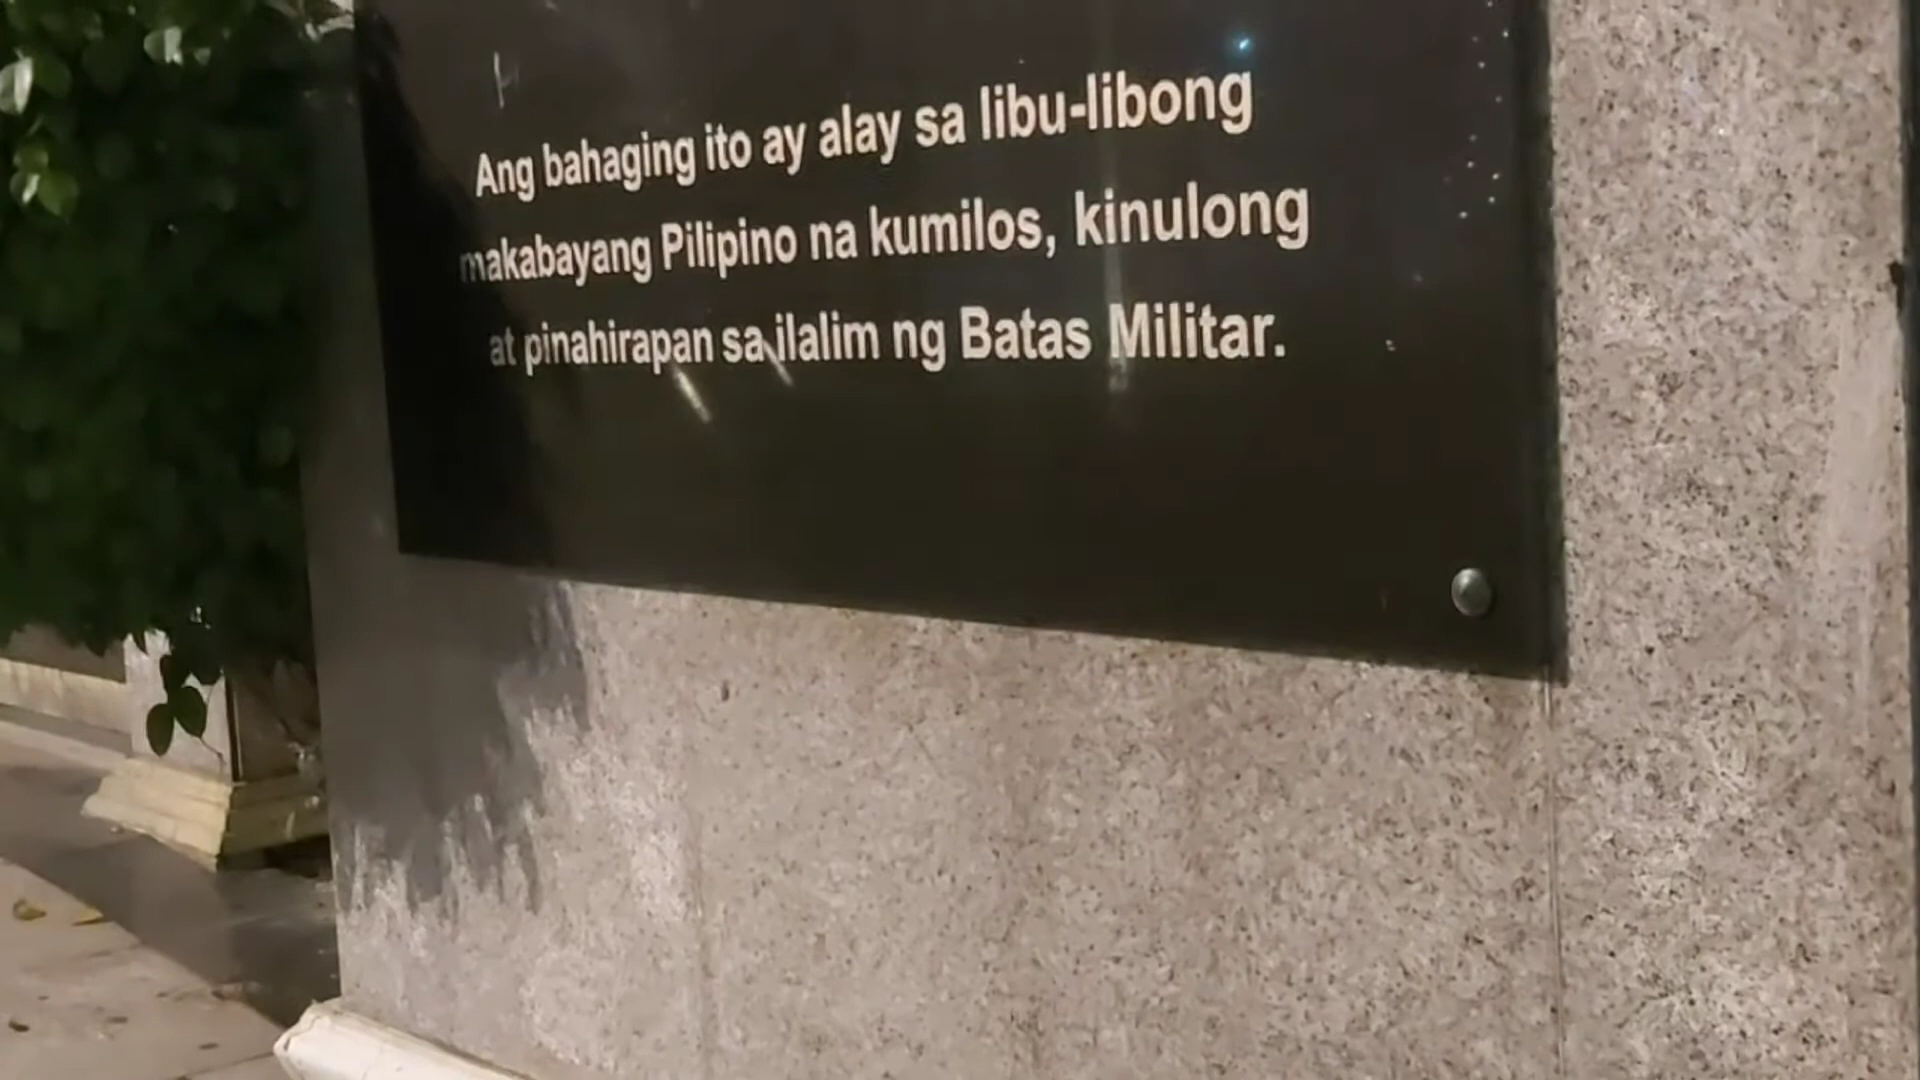 Ang bahaging ito ay alay sa libu-libong
makabayang Pilipino na kumilos, kinulong
at pinahirapan sa ilalim ng Batas Militar.